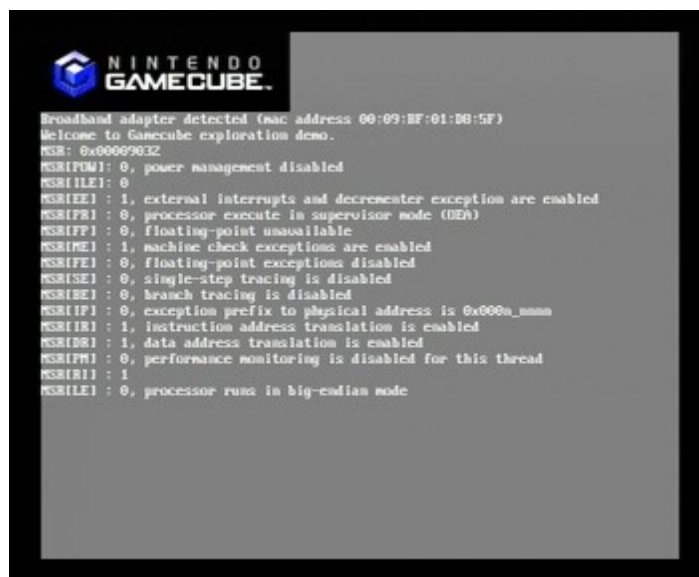 NINTENDO
GAMECUBE.
Broadband adapter detected (mac address 00:09:BF:01:D8:5F)
Welcome to Gamecube exploration demo.
MSR: 0x00009032
MSR[POW]: 0, power management disabled
MSR[ILE]: 0
MSR[EE] : 1, external interrupts and decrementer exception are enabled
MSR[PR] : 0, processor execute in supervisor mode (OEA)
MSR[FP] : 0, floating-point unavailable
MSR[ME] : 1, machine check exceptions are enabled
MSR[FE] : 0, floating-point exceptions disabled
MSR[SE] : 0, single-step tracing is disabled
MSR[BE] : 0, branch tracing is disabled
MSR[IP] : 0, exception prefix to physical address is 0x000n_nnnn
MSR[IR] : 1, instruction address translation is enabled
MSR[DR] : 1, data address translation is enabled
MSR[PM] : 0, performance monitoring is disabled for this thread
MSR[RI] : 1
MSR[LE] : 0, processor runs in big-endian mode